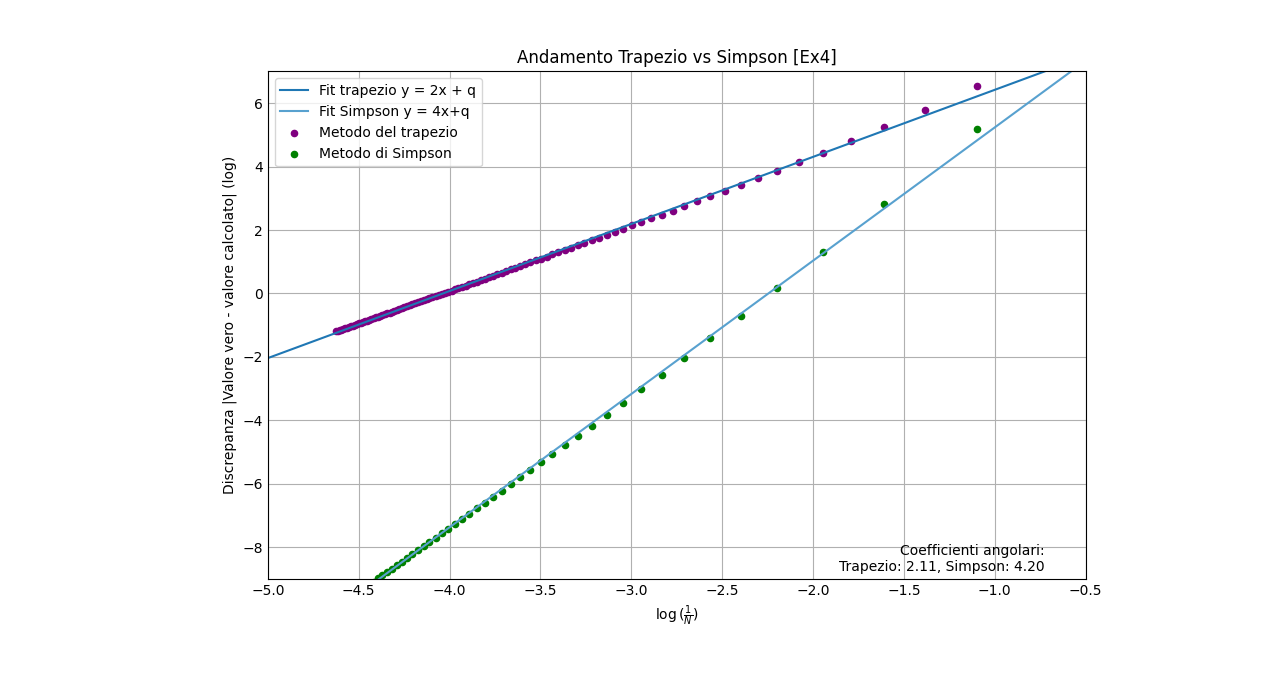 Andamento Trapezio vs Simpson [Ex4]
Fit trapezio y = 2x + q
Fit Simpson y = 4x+q
Metodo del trapezio
Metodo di Simpson
Discrepanza |Valore vero - valore calcolato| (log)
6
4
2
0
−2
−4
−6
−8
Coefficienti angolari:
Trapezio: 2.11, Simpson: 4.20
−5.0 −4.5 −4.0 −3.5 −3.0 −2.5 −2.0 −1.5 −1.0 −0.5
log (1/N)